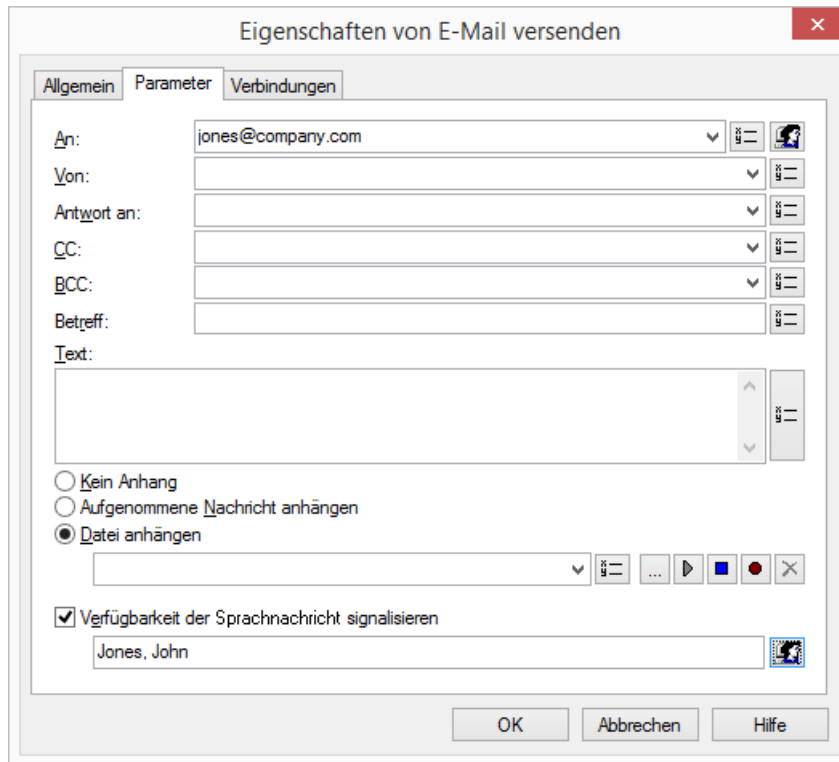 Eigenschaften von E-Mail versenden
Allgemein Parameter Verbindungen
An: jones@company.com
Von:
Antwort an:
CC:
BCC:
Betreff:
Text:
Kein Anhang
Aufgenommene Nachricht anhängen
Datei anhängen
...
Verfügbarkeit der Sprachnachricht signalisieren
Jones, John
OK Abbrechen Hilfe